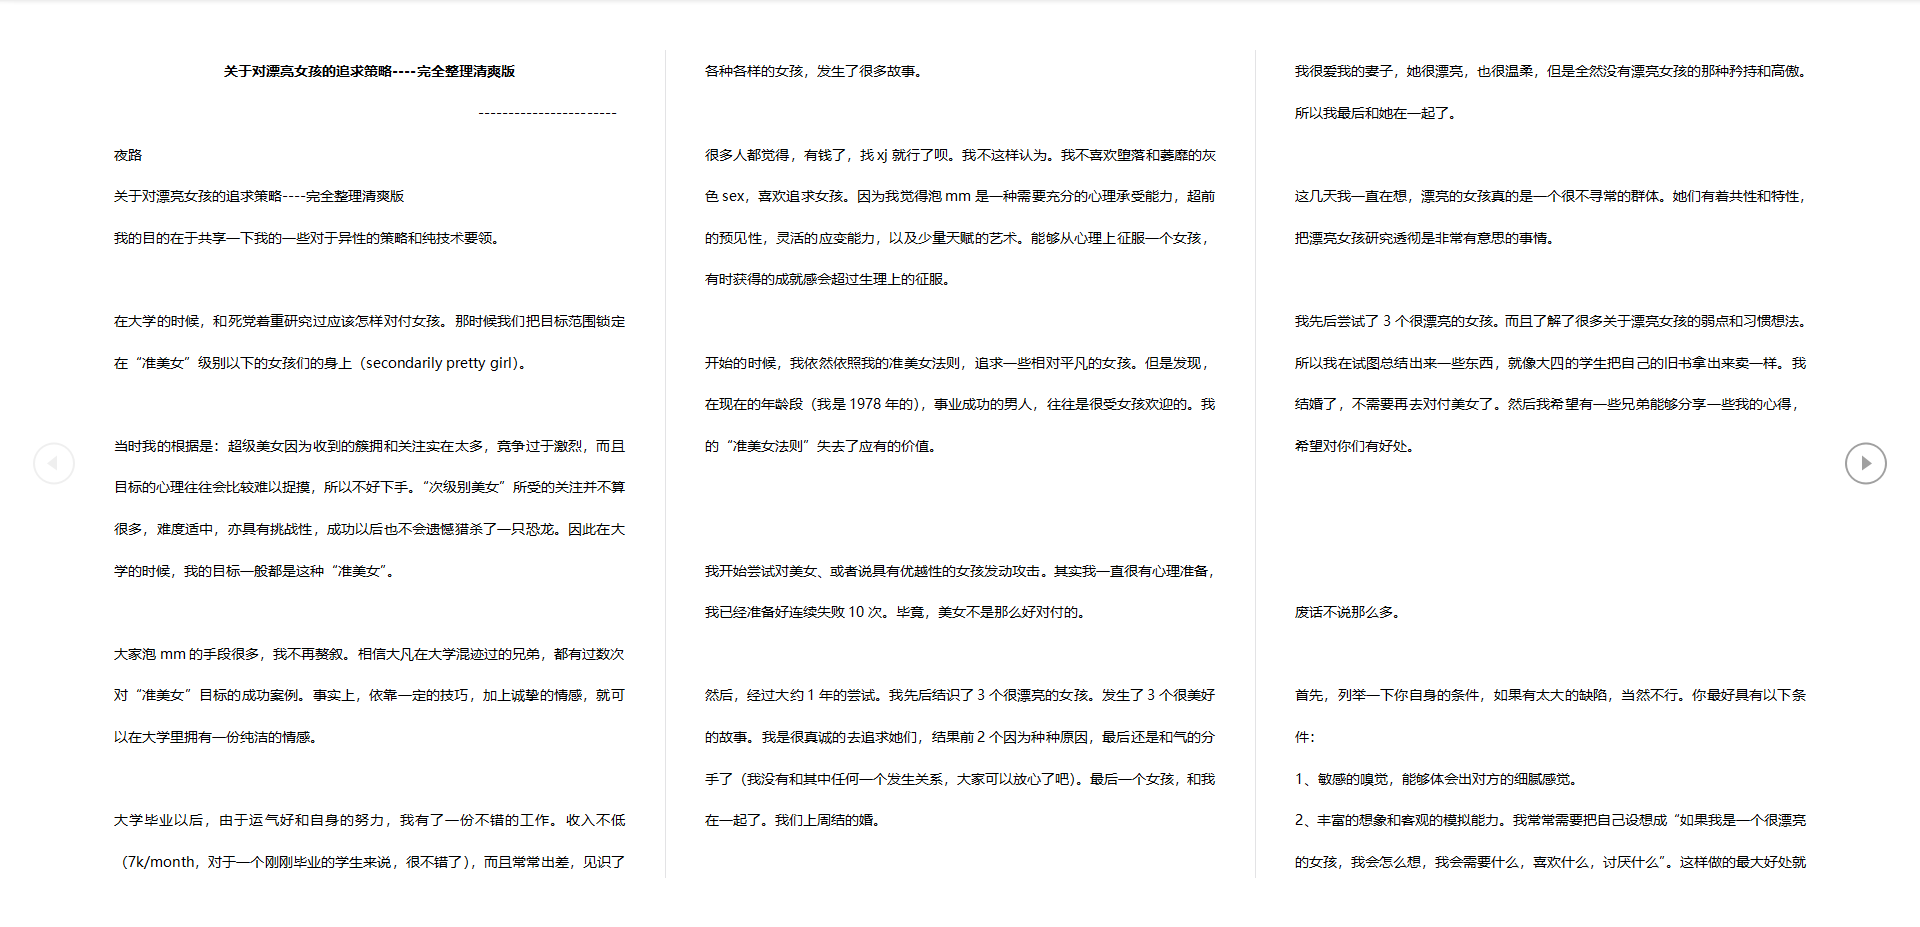 关于对漂亮女孩的追求策略----完全整理清爽版
-----------------------
夜路
关于对漂亮女孩的追求策略----完全整理清爽版
我的目的在于共享一下我的一些对于异性的策略和纯技术要领。
在大学的时候，和死党着重研究过应该怎样对付女孩。那时候我们把目标范围锁定
在“准美女”级别以下的女孩们的身上（secondarily pretty girl）。
当时我的根据是：超级美女因为收到的簇拥和关注实在太多，竞争过于激烈，而且
目标的心理往往会比较难以捉摸，所以不好下手。“次级别美女”所受的关注并不算
很多，难度适中，亦具有挑战性，成功以后也不会遗憾猎杀了一只恐龙。因此在大
学的时候，我的目标一般都是这种“准美女”。
大家泡 mm 的手段很多，我不再赘叙。相信大凡在大学混迹过的兄弟，都有过数次
对“准美女”目标的成功案例。事实上，依靠一定的技巧，加上诚挚的情感，就可
以在大学里拥有一份纯洁的情感。
大学毕业以后，由于运气好和自身的努力，我有了一份不错的工作。收入不低
（7k/month，对于一个刚刚毕业的学生来说，很不错了），而且常常出差，见识了
各种各样的女孩，发生了很多故事。
很多人都觉得，有钱了，找 xj 就行了呗。我不这样认为。我不喜欢堕落和萎靡的灰
色 sex，喜欢追求女孩。因为我觉得泡 mm 是一种需要充分的心理承受能力，超前
的预见性，灵活的应变能力，以及少量天赋的艺术。能够从心理上征服一个女孩，
有时获得的成就感会超过生理上的征服。
开始的时候，我依然依照我的准美女法则，追求一些相对平凡的女孩。但是发现，
在现在的年龄段（我是 1978 年的），事业成功的男人，往往是很受女孩欢迎的。我
的“准美女法则”失去了应有的价值。
我开始尝试对美女、或者说具有优越性的女孩发动攻击。其实我一直很有心理准备，
我已经准备好连续失败 10 次。毕竟，美女不是那么好对付的。
然后，经过大约 1 年的尝试。我先后结识了 3 个很漂亮的女孩。发生了 3 个很美好
的故事。我是很真诚的去追求她们，结果前 2 个因为种种原因，最后还是和气的分
手了（我没有和其中任何一个发生关系，大家可以放心了吧）。最后一个女孩，和我
在一起了。我们上周结的婚。
我很爱我的妻子，她很漂亮，也很温柔，但是全然没有漂亮女孩的那种矜持和高傲。
所以我最后和她在一起了。
这几天我一直在想，漂亮的女孩真的是一个很不寻常的群体。她们有着共性和特性，
把漂亮女孩研究透彻是非常有意思的事情。
我先后尝试了 3 个很漂亮的女孩。而且了解了很多关于漂亮女孩的弱点和习惯想法。
所以我在试图总结出来一些东西，就像大四的学生把自己的旧书拿出来卖一样。我
结婚了，不需要再去对付美女了。然后我希望有一些兄弟能够分享一些我的心得，
希望对你们有好处。
废话不说那么多。
首先，列举一下你自身的条件，如果有太大的缺陷，当然不行。你最好具有以下条
件：
1、敏感的嗅觉，能够体会出对方的细腻感觉。
2、丰富的想象和客观的模拟能力。我常常需要把自己设想成“如果我是一个很漂亮
的女孩，我会怎么想，我会需要什么，喜欢什么，讨厌什么”。这样做的最大好处就